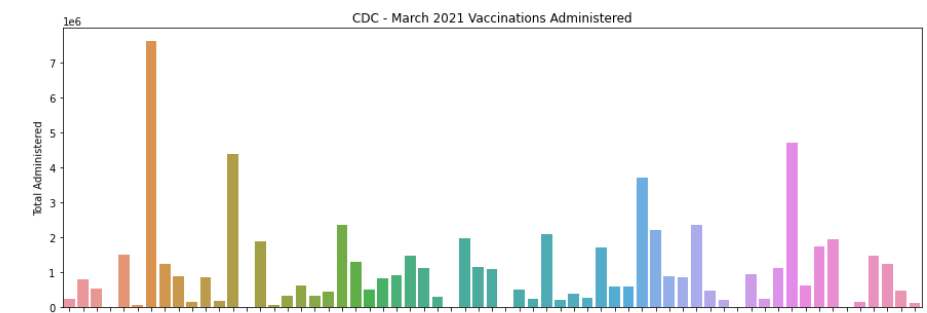 CDC - March 2021 Vaccinations Administered
1e6
7
6
5
4
3
2
1
0
Total Administered